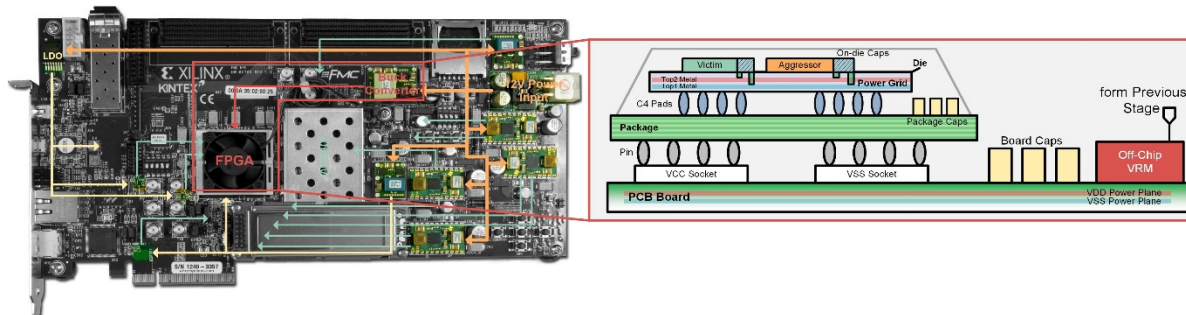 LDO
XILINX
KINTEX
FMC
Buck
Converter
12V Power
Input
FPGA
S/N 1240-3357
On-die Caps
Victim
Aggressor
Die
Top2 Metal
Top1 Metal
Power Grid
C4 Pads
Package Caps
Package
form Previous
Stage
Pin
Board Caps
Off-Chip
VRM
VCC Socket
VSS Socket
VDD Power Plane
VSS Power Plane
PCB Board